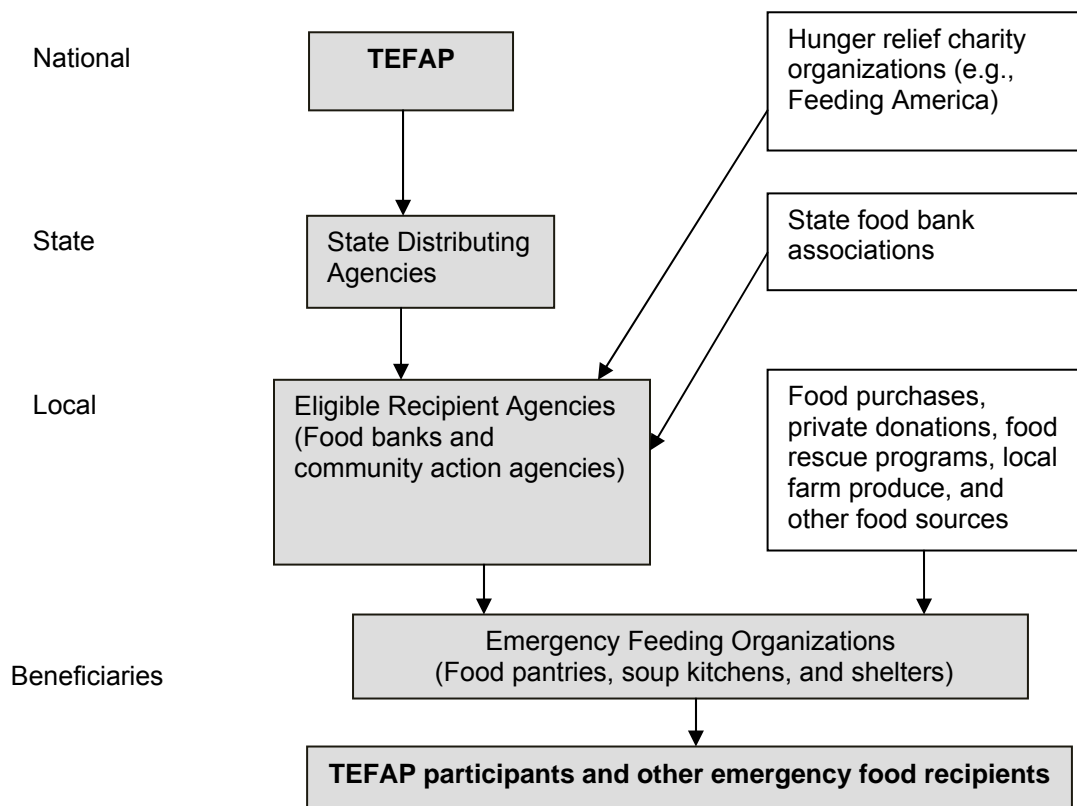 National
TEFAP
Hunger relief charity
organizations (e.g.,
Feeding America)
State
State Distributing
Agencies
State food bank
associations
Local
Eligible Recipient Agencies
(Food banks and
community action agencies)
Food purchases,
private donations, food
rescue programs, local
farm produce, and
other food sources
Beneficiaries
Emergency Feeding Organizations
(Food pantries, soup kitchens, and shelters)
TEFAP participants and other emergency food recipients